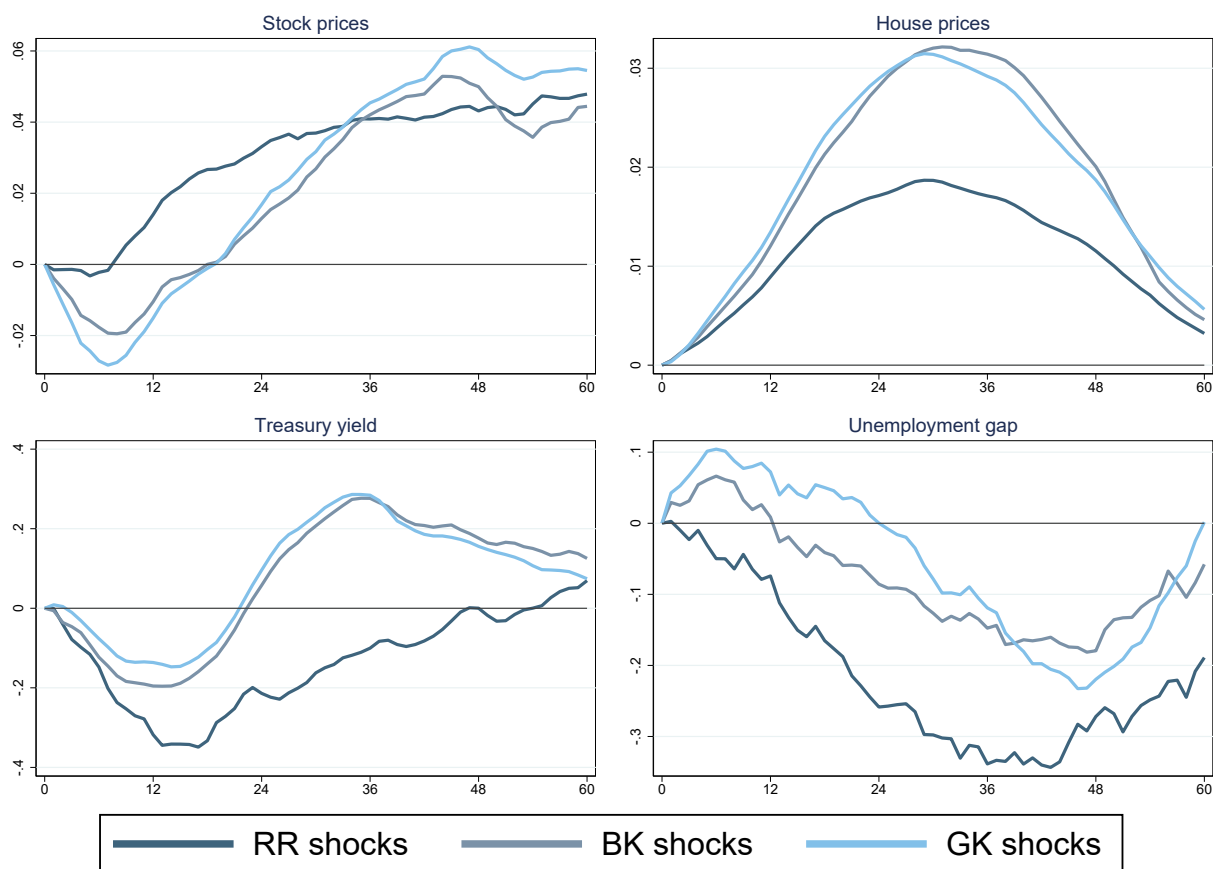 Stock prices
.06
.04
.02
0
-.02
0 12 24 36 48 60
House prices
.03
.02
.01
0
0 12 24 36 48 60
Treasury yield
.4
.2
0
-.2
-.4
0 12 24 36 48 60
Unemployment gap
.1
0
-.1
-.2
-.3
0 12 24 36 48 60
RR shocks BK shocks GK shocks